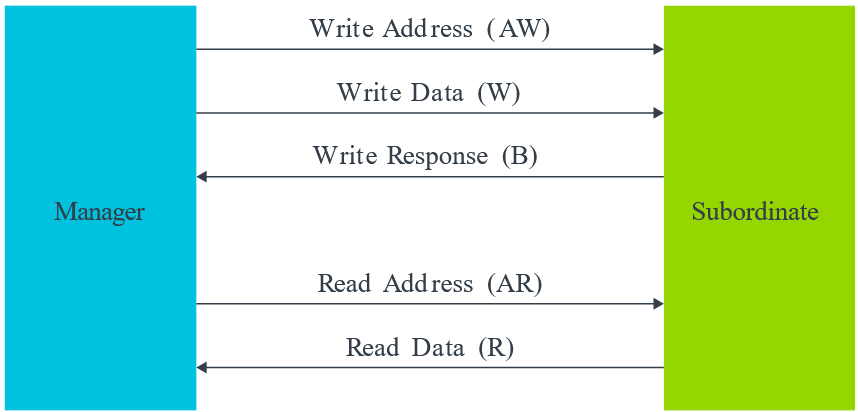 Write Address (AW)
Write Data (W)
Write Response (B)
Manager
Subordinate
Read Address (AR)
Read Data (R)